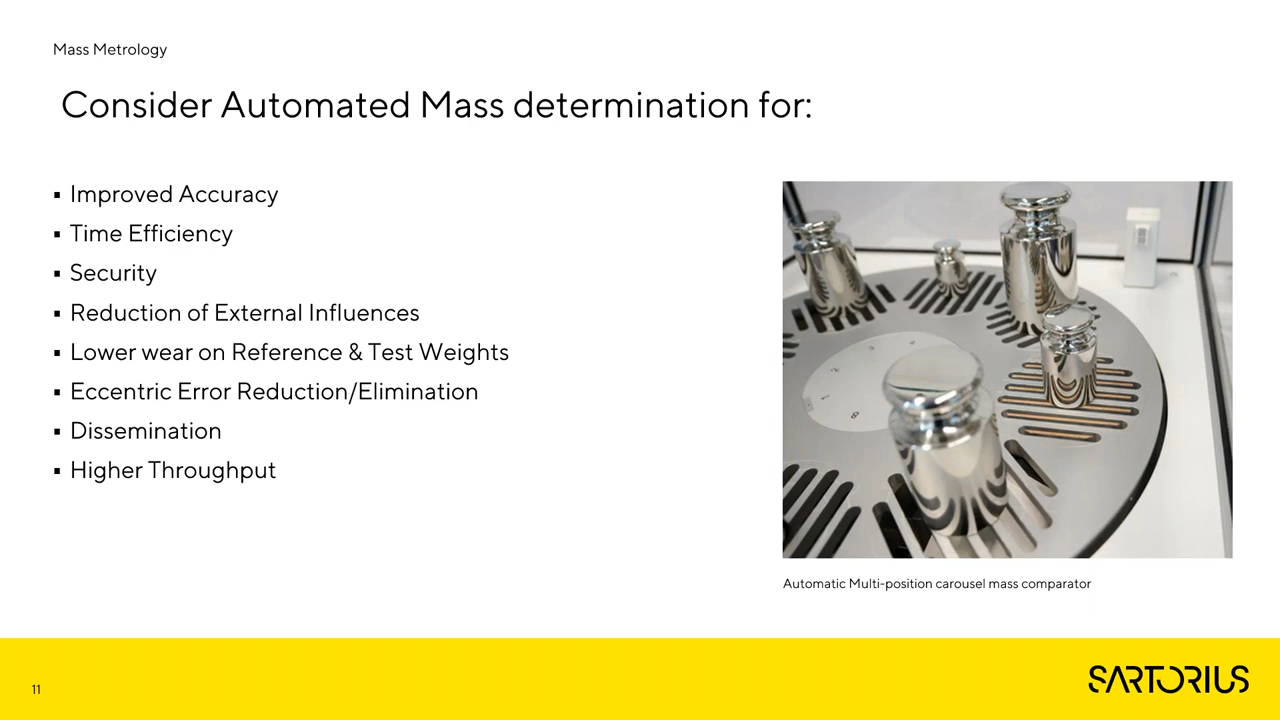 Mass Metrology
Consider Automated Mass determination for:
▪ Improved Accuracy
▪ Time Efficiency
▪ Security
▪ Reduction of External Influences
▪ Lower wear on Reference & Test Weights
▪ Eccentric Error Reduction/Elimination
▪ Dissemination
▪ Higher Throughput
Automatic Multi-position carousel mass comparator
11
SARTORIUS